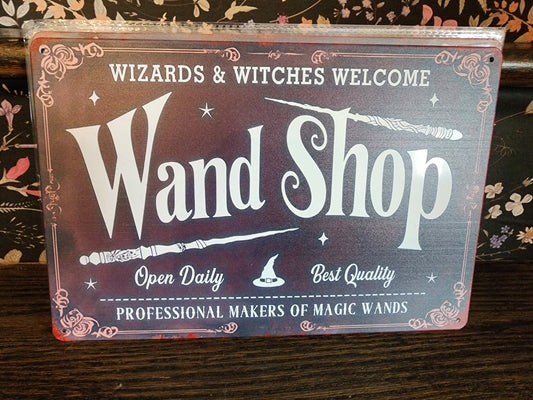 WIZARDS & WITCHES WELCOME
Wand Shop
Open Daily Best Quality
PROFESSIONAL MAKERS OF MAGIC WANDS